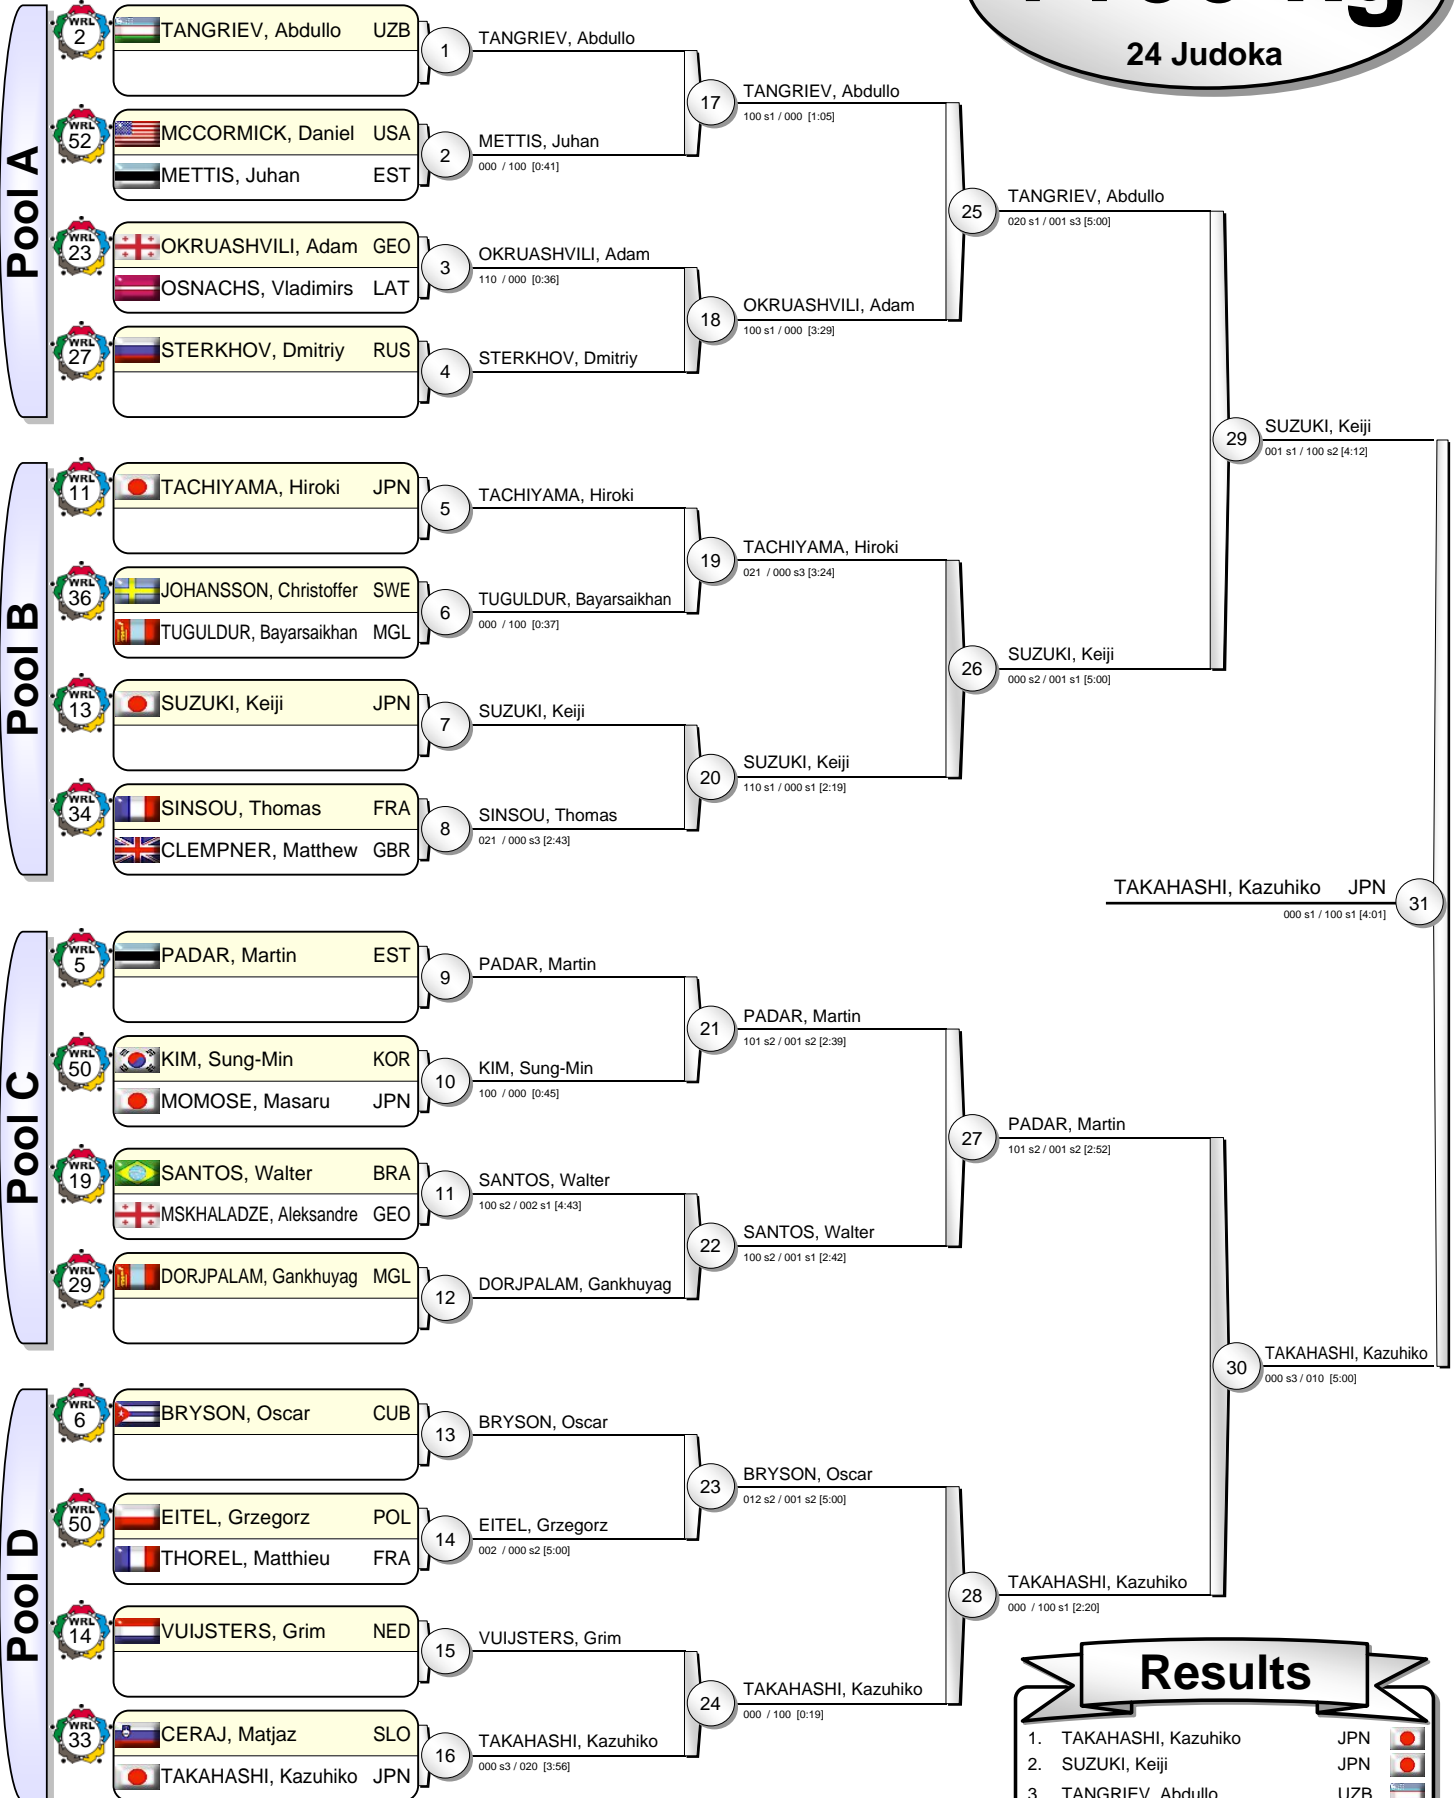 24 Judoka
Pool A
WRL 2
TANGRIEV, Abdullo UZB
1
TANGRIEV, Abdullo
17
TANGRIEV, Abdullo
100 s1 / 000 [1:05]
WRL 52
MCCORMICK, Daniel USA
METTIS, Juhan EST
2
METTIS, Juhan
000 / 100 [0:41]
25
TANGRIEV, Abdullo
020 s1 / 001 s3 [5:00]
WRL 23
OKRUASHVILI, Adam GEO
OSNACHS, Vladimirs LAT
3
OKRUASHVILI, Adam
110 / 000 [0:36]
18
OKRUASHVILI, Adam
100 s1 / 000 [3:29]
WRL 27
STERKHOV, Dmitriy RUS
4
STERKHOV, Dmitriy
29
SUZUKI, Keiji
001 s1 / 100 s2 [4:12]
Pool B
WRL 11
TACHIYAMA, Hiroki JPN
5
TACHIYAMA, Hiroki
19
TACHIYAMA, Hiroki
021 / 000 s3 [3:24]
WRL 36
JOHANSSON, Christoffer SWE
TUGULDUR, Bayarsaikhan MGL
6
TUGULDUR, Bayarsaikhan
000 / 100 [0:37]
26
SUZUKI, Keiji
000 s2 / 001 s1 [5:00]
WRL 13
SUZUKI, Keiji JPN
7
SUZUKI, Keiji
20
SUZUKI, Keiji
110 s1 / 000 s1 [2:19]
WRL 34
SINSOU, Thomas FRA
CLEMPNER, Matthew GBR
8
SINSOU, Thomas
021 / 000 s3 [2:43]
TAKAHASHI, Kazuhiko JPN
31
000 s1 / 100 s1 [4:01]
Pool C
WRL 5
PADAR, Martin EST
9
PADAR, Martin
21
PADAR, Martin
101 s2 / 001 s2 [2:39]
WRL 50
KIM, Sung-Min KOR
MOMOSE, Masaru JPN
10
KIM, Sung-Min
100 / 000 [0:45]
27
PADAR, Martin
101 s2 / 001 s2 [2:52]
WRL 19
SANTOS, Walter BRA
MSKHALADZE, Aleksandre GEO
11
SANTOS, Walter
100 s2 / 002 s1 [4:43]
22
SANTOS, Walter
100 s2 / 001 s1 [2:42]
WRL 29
DORJPALAM, Gankhuyag MGL
12
DORJPALAM, Gankhuyag
30
TAKAHASHI, Kazuhiko
000 s3 / 010 [5:00]
Pool D
WRL 6
BRYSON, Oscar CUB
13
BRYSON, Oscar
23
BRYSON, Oscar
012 s2 / 001 s2 [5:00]
WRL 50
EITEL, Grzegorz POL
THOREL, Matthieu FRA
14
EITEL, Grzegorz
002 / 000 s2 [5:00]
28
TAKAHASHI, Kazuhiko
000 / 100 s1 [2:20]
WRL 14
VUIJSTERS, Grim NED
15
VUIJSTERS, Grim
24
TAKAHASHI, Kazuhiko
000 / 100 [0:19]
WRL 33
CERAJ, Matjaz SLO
TAKAHASHI, Kazuhiko JPN
16
TAKAHASHI, Kazuhiko
000 s3 / 020 [3:56]
Results
1. TAKAHASHI, Kazuhiko JPN
2. SUZUKI, Keiji JPN
3. TANGRIEV, Abdullo UZB